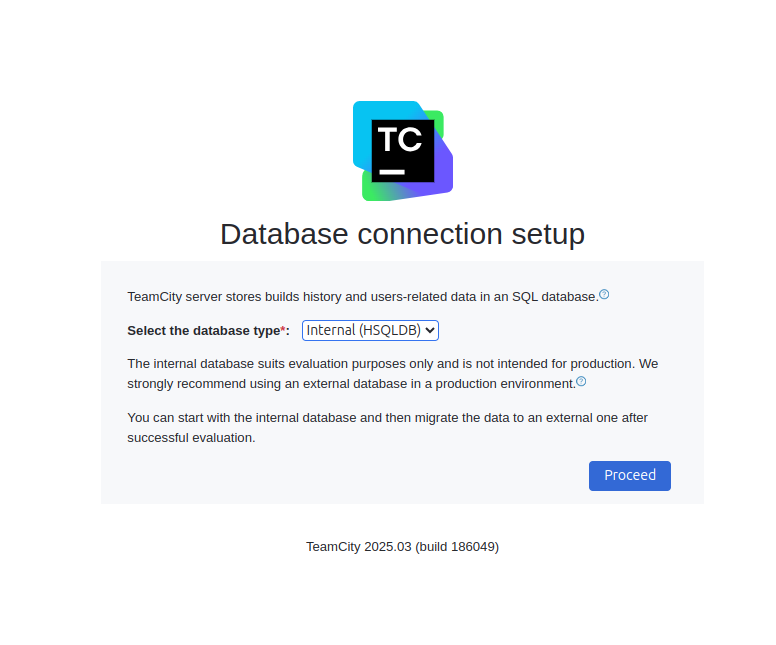 TC
Database connection setup
TeamCity server stores builds history and users-related data in an SQL database.?
Select the database type*: Internal (HSQLDB)
The internal database suits evaluation purposes only and is not intended for production. We
strongly recommend using an external database in a production environment.?
You can start with the internal database and then migrate the data to an external one after
successful evaluation.
Proceed
TeamCity 2025.03 (build 186049)